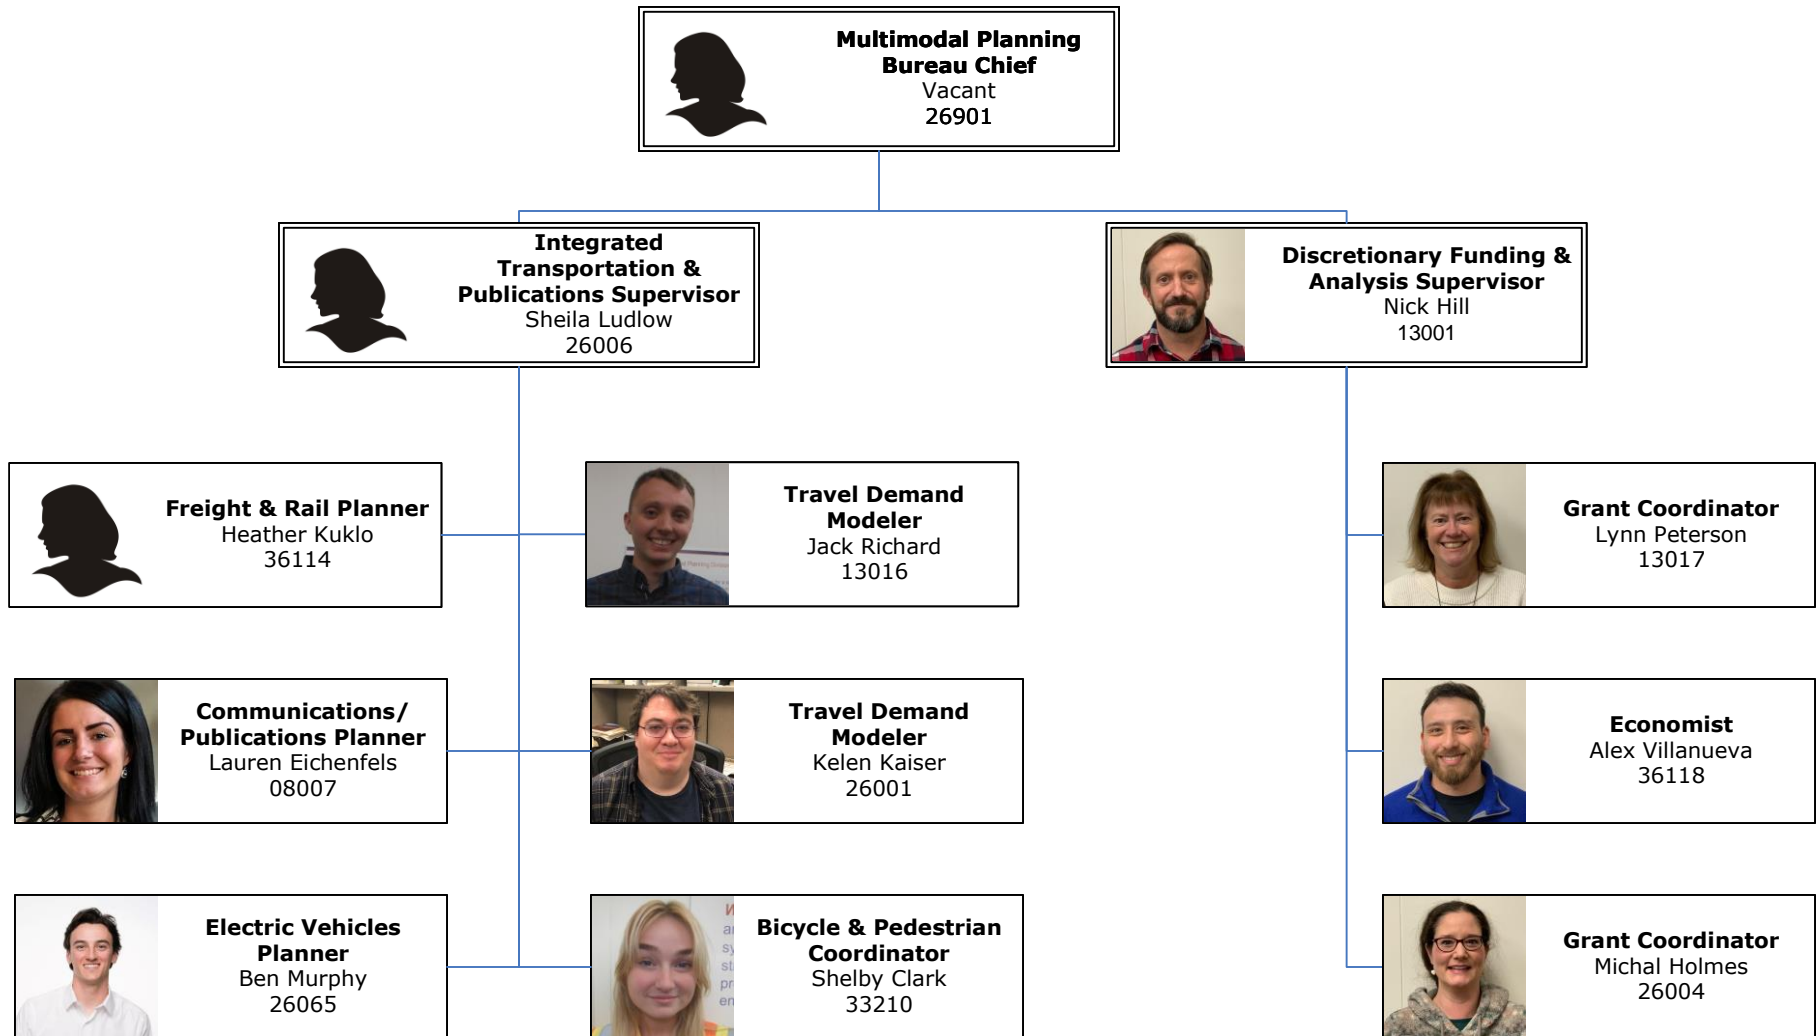 Multimodal Planning
Bureau Chief
Vacant
26901
Integrated
Transportation &
Publications Supervisor
Sheila Ludlow
26006
Discretionary Funding &
Analysis Supervisor
Nick Hill
13001
Freight & Rail Planner
Heather Kuklo
36114
Travel Demand
Modeler
Jack Richard
13016
Grant Coordinator
Lynn Peterson
13017
Communications/
Publications Planner
Lauren Eichenfels
08007
Travel Demand
Modeler
Kelen Kaiser
26001
Economist
Alex Villanueva
36118
Electric Vehicles
Planner
Ben Murphy
26065
Bicycle & Pedestrian
Coordinator
Shelby Clark
33210
Grant Coordinator
Michal Holmes
26004